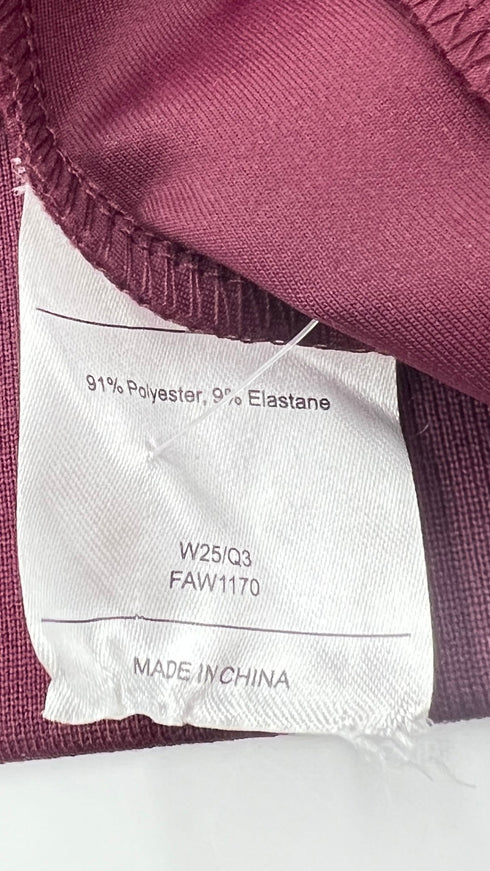 91% Polyester, 9% Elastane
W25/Q3
FAW1170
MADE IN CHINA